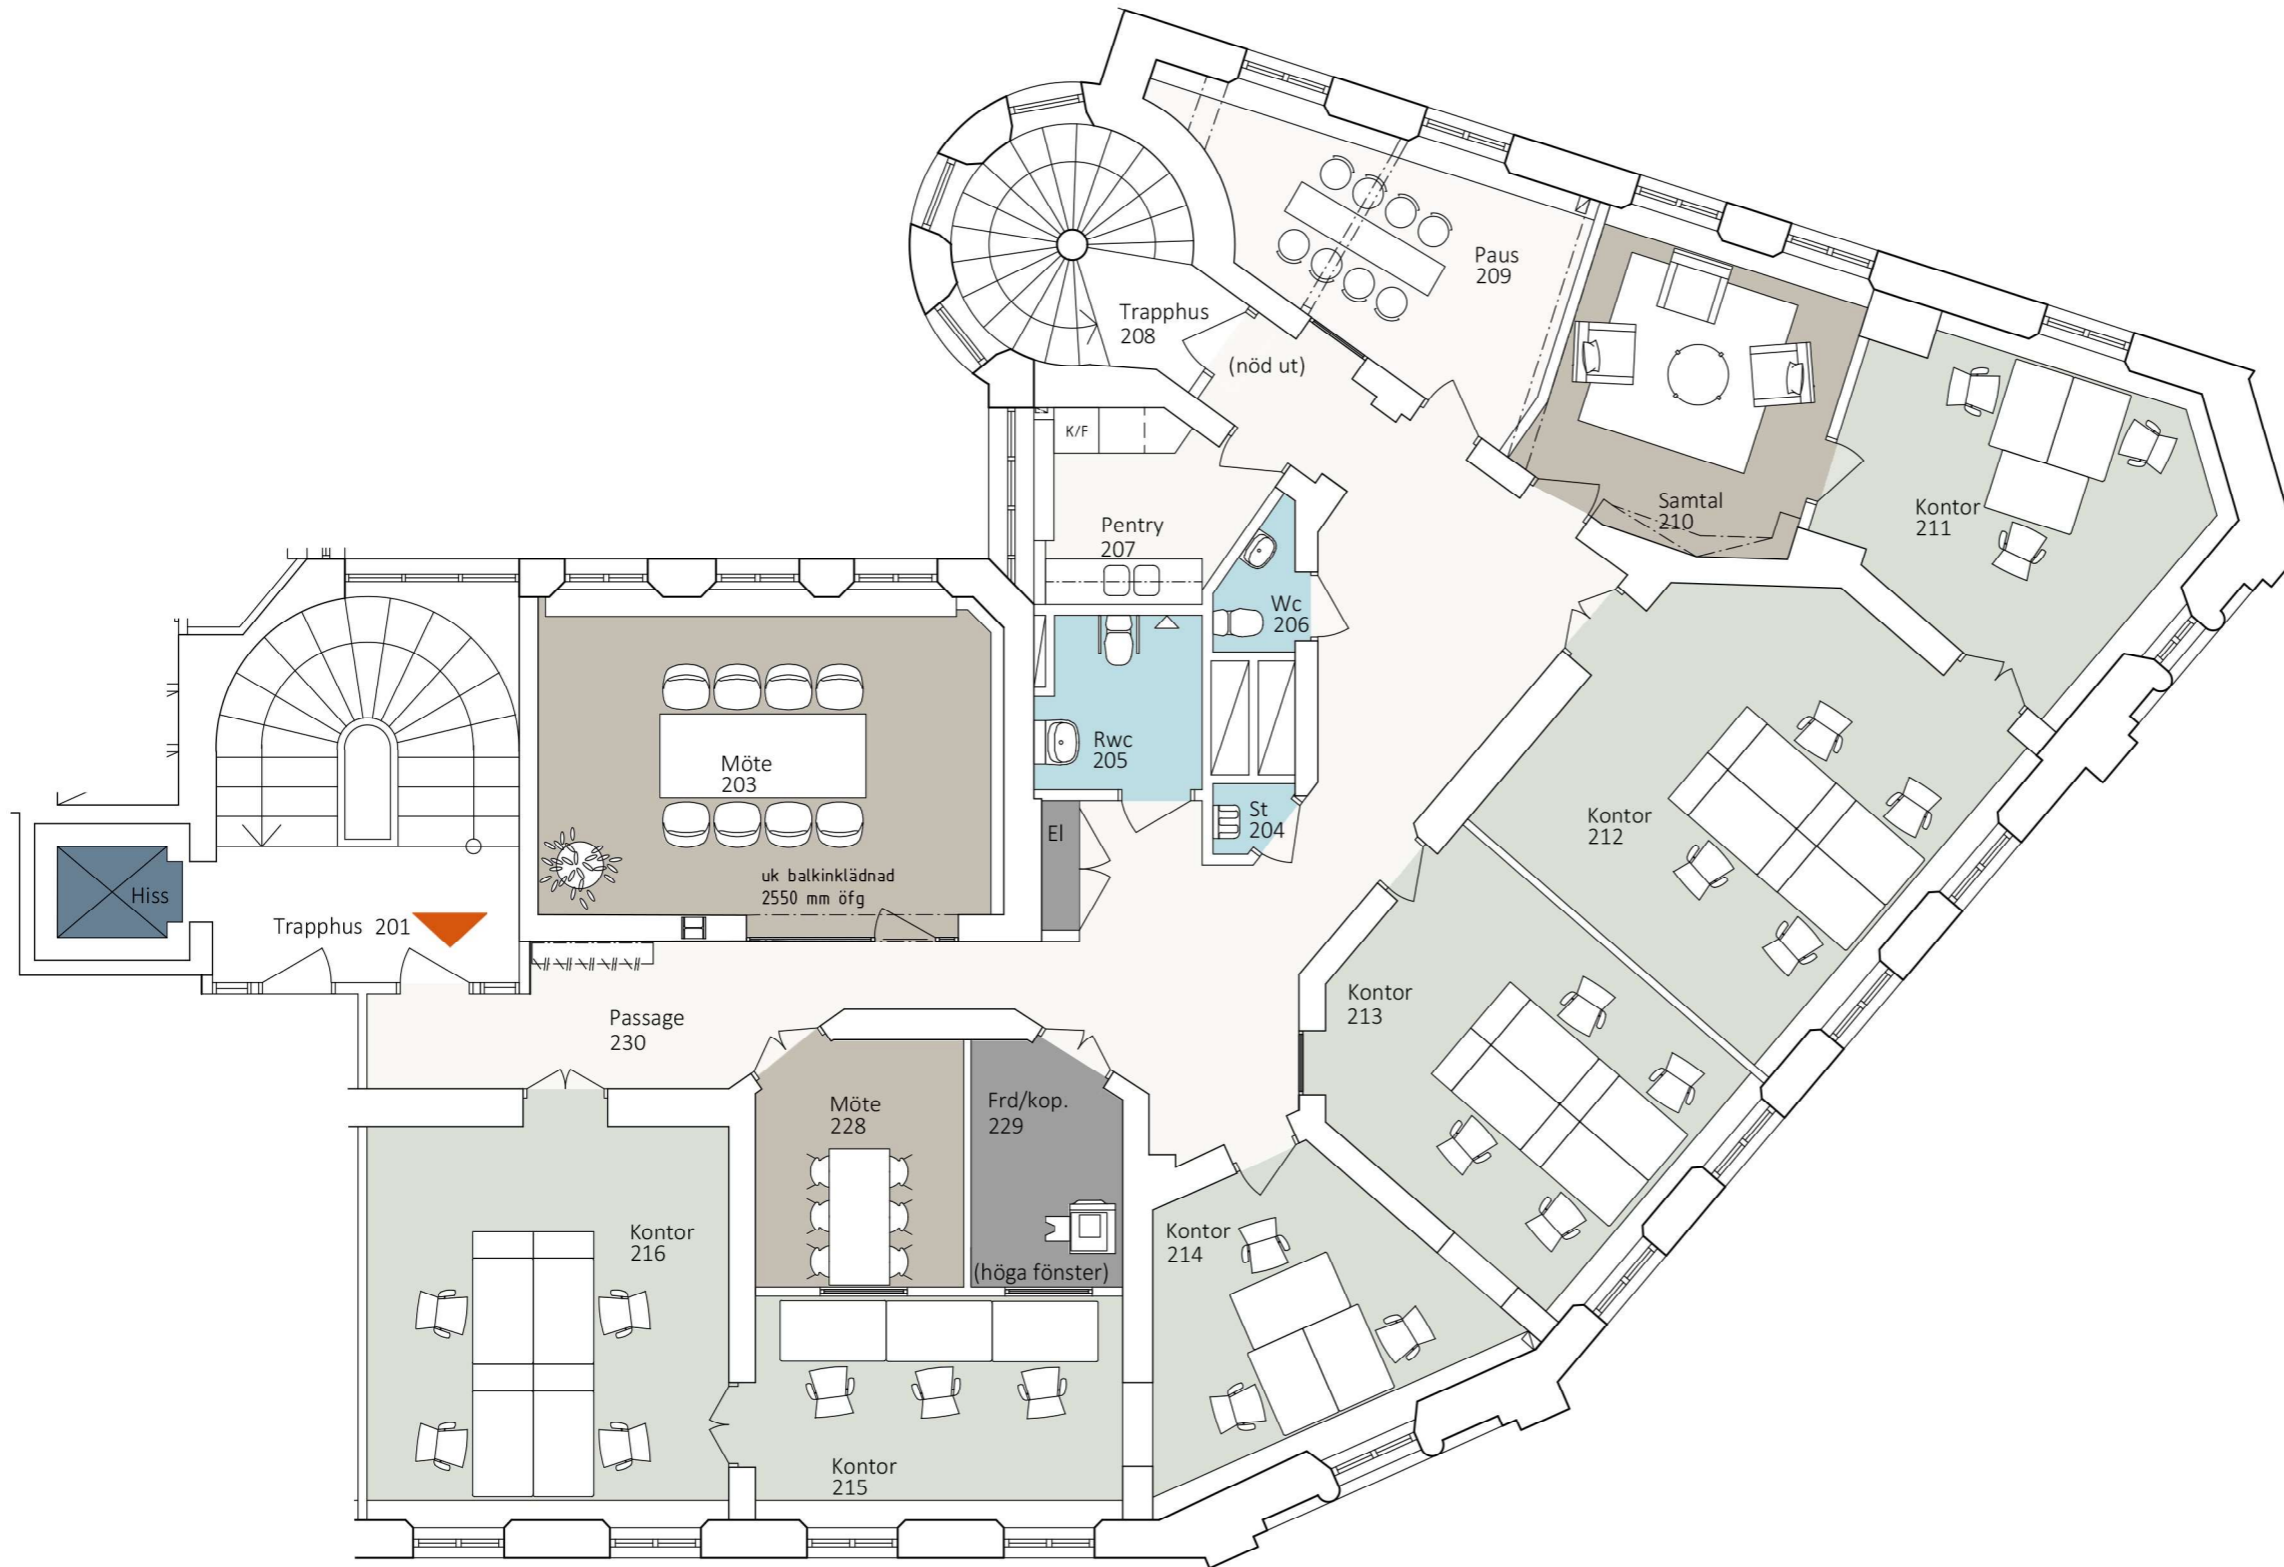 Paus
209
Trapphus
208
(nöd ut)
K/F
Samtal
210
Kontor
211
Pentry
207
Wc
206
Rwc
205
Möte
203
St
204
El
Kontor
212
uk balkinklädnad
2550 mm öfg
Hiss
Trapphus 201
Passage
230
Kontor
213
Möte
228
Frd/kop.
229
(höga fönster)
Kontor
216
Kontor
214
Kontor
215